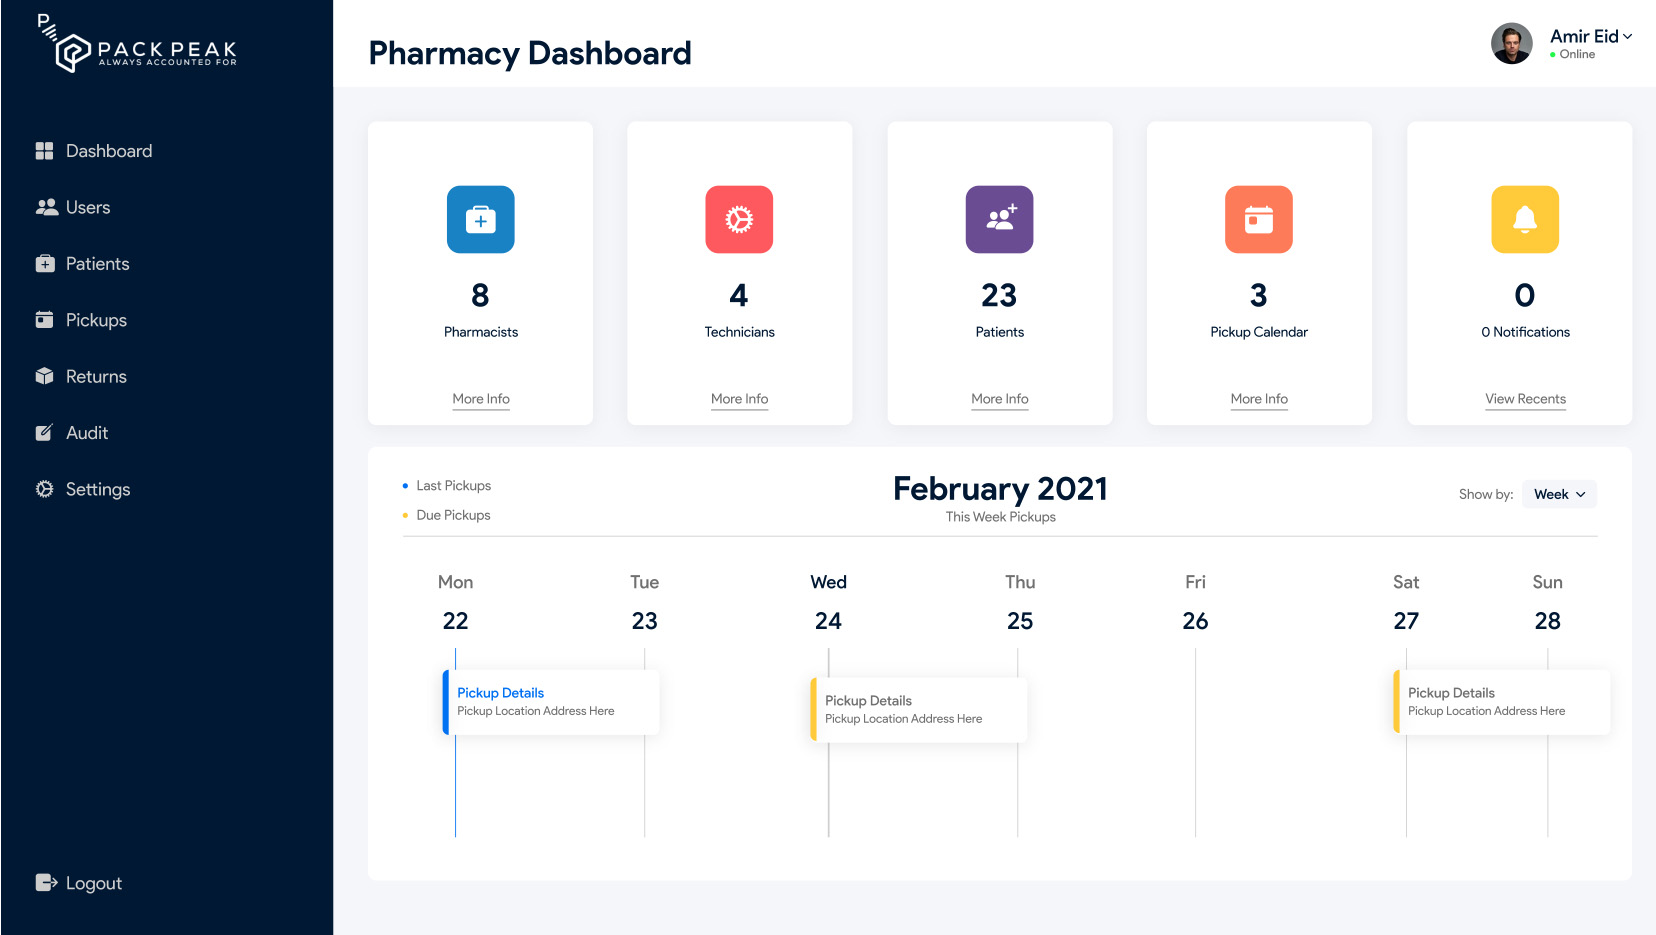 P
PACK PEAK
ALWAYS ACCOUNTED FOR
Dashboard
Users
Patients
Pickups
Returns
Audit
Settings
Logout
Pharmacy Dashboard
Amir Eid
Online
8
Pharmacists
More Info
4
Technicians
More Info
23
Patients
More Info
3
Pickup Calendar
More Info
0
0 Notifications
View Recents
Last Pickups
Due Pickups
February 2021
This Week Pickups
Show by: Week
Mon Tue Wed Thu Fri Sat Sun
22 23 24 25 26 27 28
Pickup Details
Pickup Location Address Here
Pickup Details
Pickup Location Address Here
Pickup Details
Pickup Location Address Here